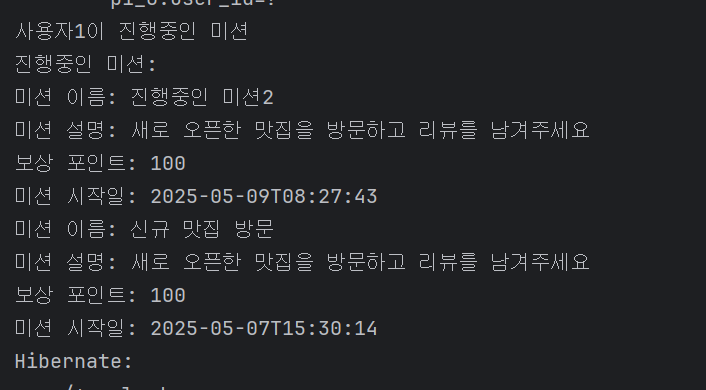 사용자1이 진행중인 미션
진행중인 미션:
미션 이름: 진행중인 미션2
미션 설명: 새로 오픈한 맛집을 방문하고 리뷰를 남겨주세요
보상 포인트: 100
미션 시작일: 2025-05-09T08:27:43
미션 이름: 신규 맛집 방문
미션 설명: 새로 오픈한 맛집을 방문하고 리뷰를 남겨주세요
보상 포인트: 100
미션 시작일: 2025-05-07T15:30:14
Hibernate: